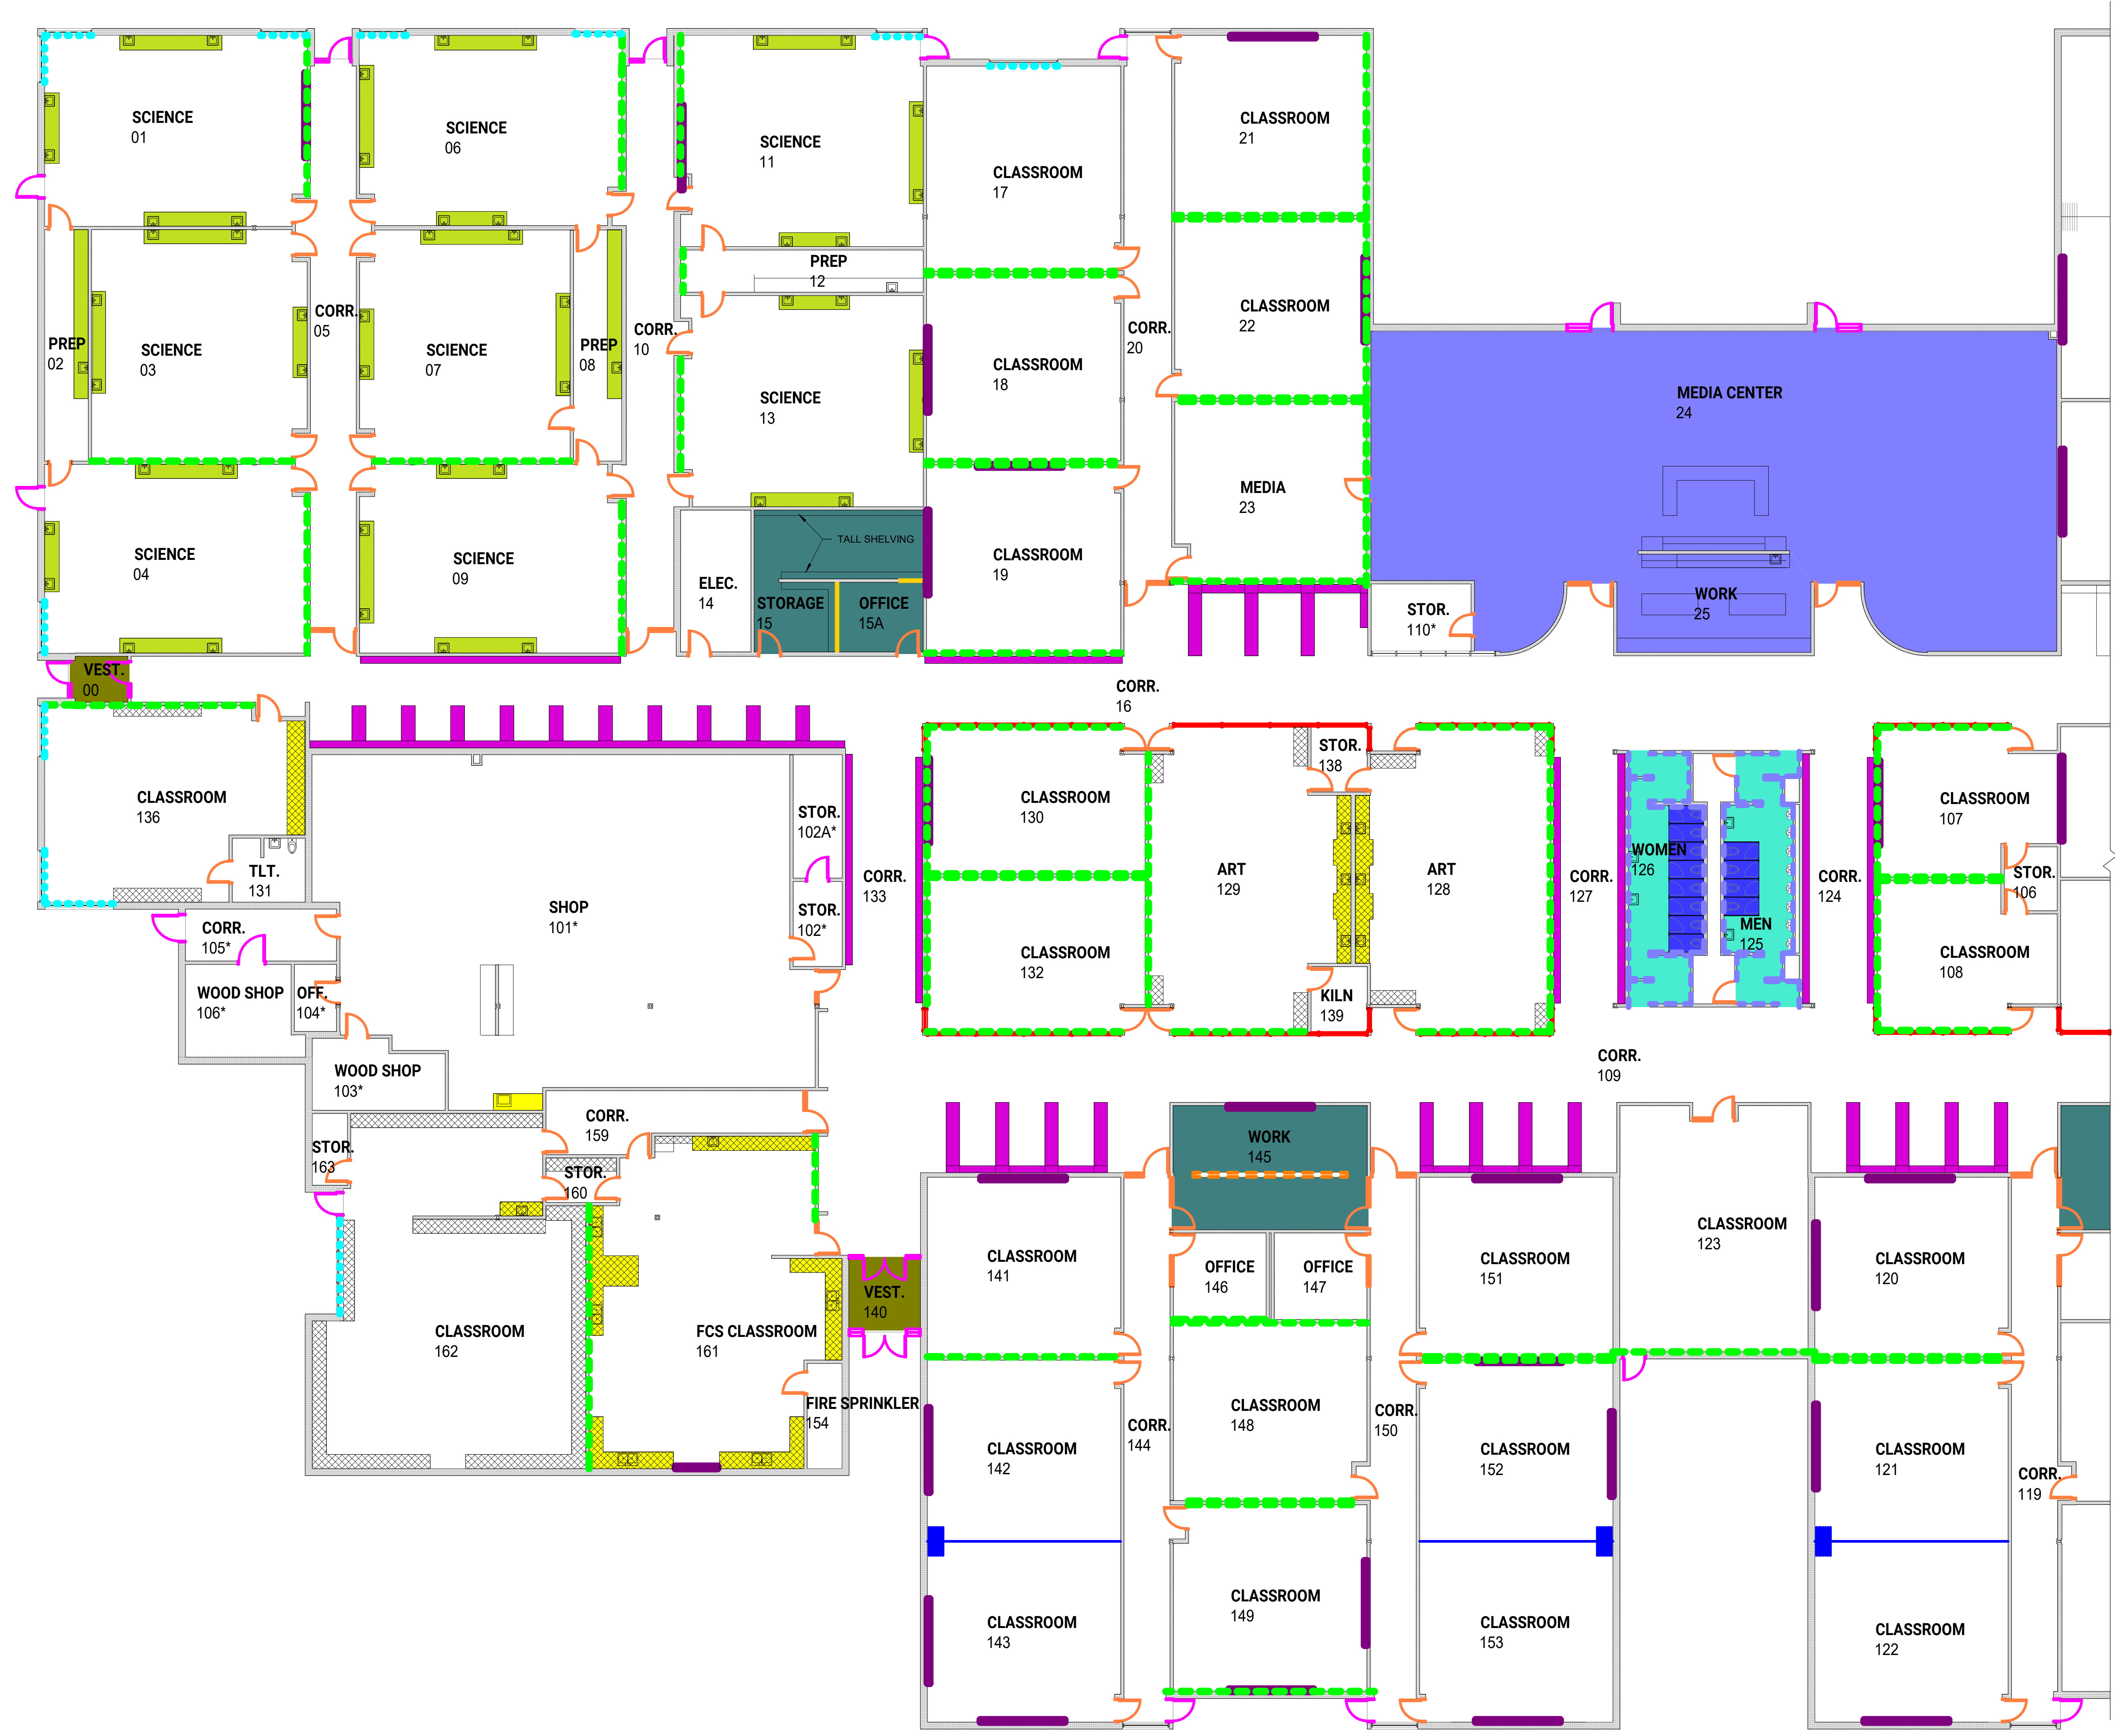 SCIENCE
01
SCIENCE
06
SCIENCE
11
CLASSROOM
17
CLASSROOM
21
PREP
12
PREP
02
SCIENCE
03
CORR.
05
SCIENCE
07
PREP
08
CORR.
10
SCIENCE
13
CLASSROOM
18
CORR.
20
CLASSROOM
22
MEDIA CENTER
24
SCIENCE
04
SCIENCE
09
ELEC.
14
TALL SHELVING
STORAGE
15
OFFICE
15A
CLASSROOM
19
MEDIA
23
STOR.
110*
WORK
25
VEST.
00
CORR.
16
CLASSROOM
136
TLT.
131
SHOP
101*
STOR.
102A*
STOR.
102*
CORR.
133
CLASSROOM
130
CLASSROOM
132
ART
129
STOR.
138
KILN
139
ART
128
CORR.
127
WOMEN
126
MEN
125
CORR.
124
CLASSROOM
107
STOR.
106
CLASSROOM
108
CORR.
105*
WOOD SHOP
106*
OFF.
104*
WOOD SHOP
103*
CORR.
109
CORR.
159
STOR.
163
STOR.
160
CLASSROOM
162
FCS CLASSROOM
161
FIRE SPRINKLER
154
VEST.
140
CLASSROOM
141
WORK
145
OFFICE
146
OFFICE
147
CLASSROOM
151
CLASSROOM
123
CLASSROOM
120
CLASSROOM
142
CORR.
144
CLASSROOM
148
CORR.
150
CLASSROOM
152
CLASSROOM
121
CORR.
119
CLASSROOM
143
CLASSROOM
149
CLASSROOM
153
CLASSROOM
122